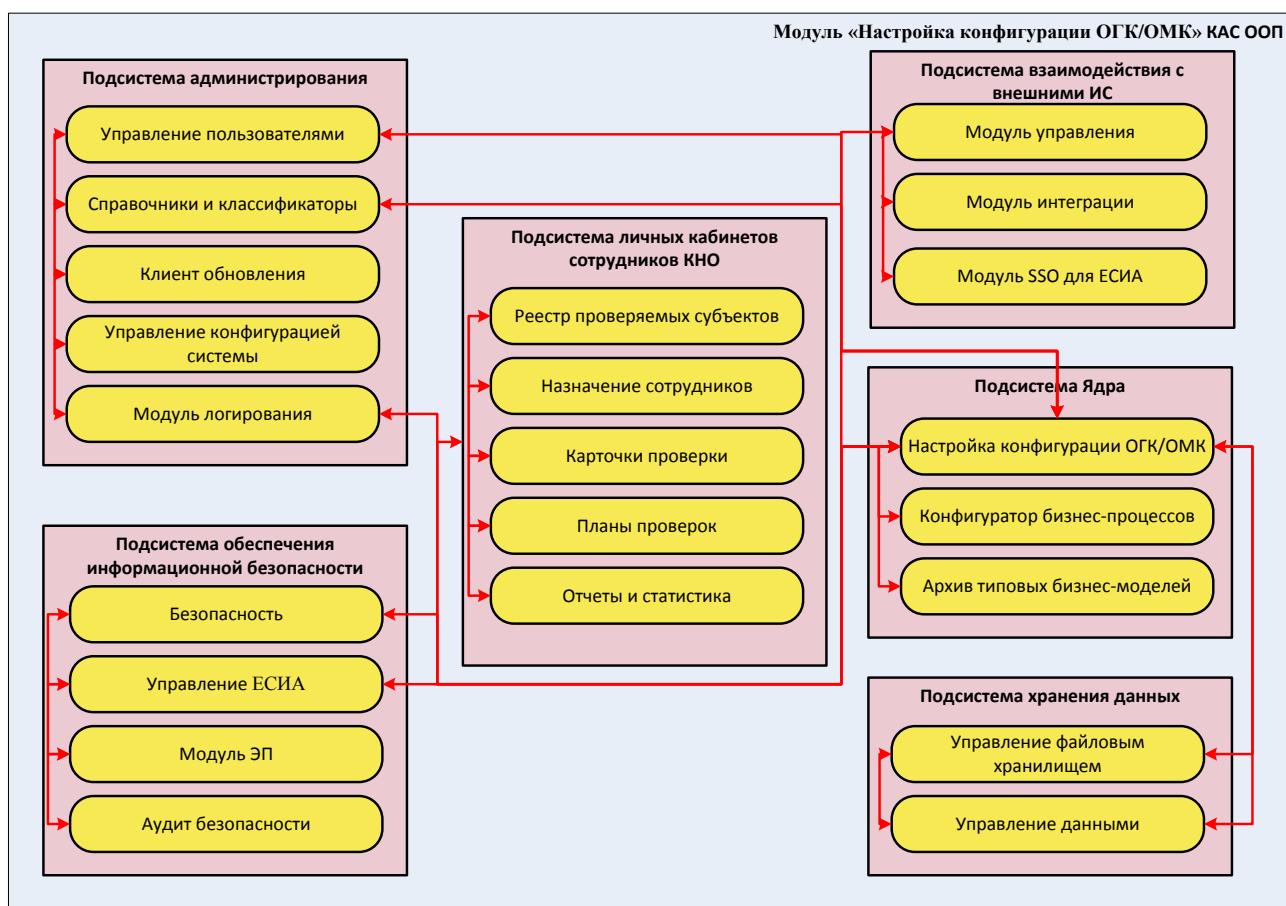 Модуль «Настройка конфигурации ОГК/ОМК» КАС ООП
Подсистема администрирования
Управление пользователями
Справочники и классификаторы
Клиент обновления
Управление конфигурацией
системы
Модуль логирования
Подсистема обеспечения
информационной безопасности
Безопасность
Управление ЕСИА
Модуль ЭП
Аудит безопасности
Подсистема личных кабинетов
сотрудников КНО
Реестр проверяемых субъектов
Назначение сотрудников
Карточки проверки
Планы проверок
Отчеты и статистика
Подсистема взаимодействия с
внешними ИС
Модуль управления
Модуль интеграции
Модуль SSO для ЕСИА
Подсистема Ядра
Настройка конфигурации ОГК/ОМК
Конфигуратор бизнес-процессов
Архив типовых бизнес-моделей
Подсистема хранения данных
Управление файловым
хранилищем
Управление данными